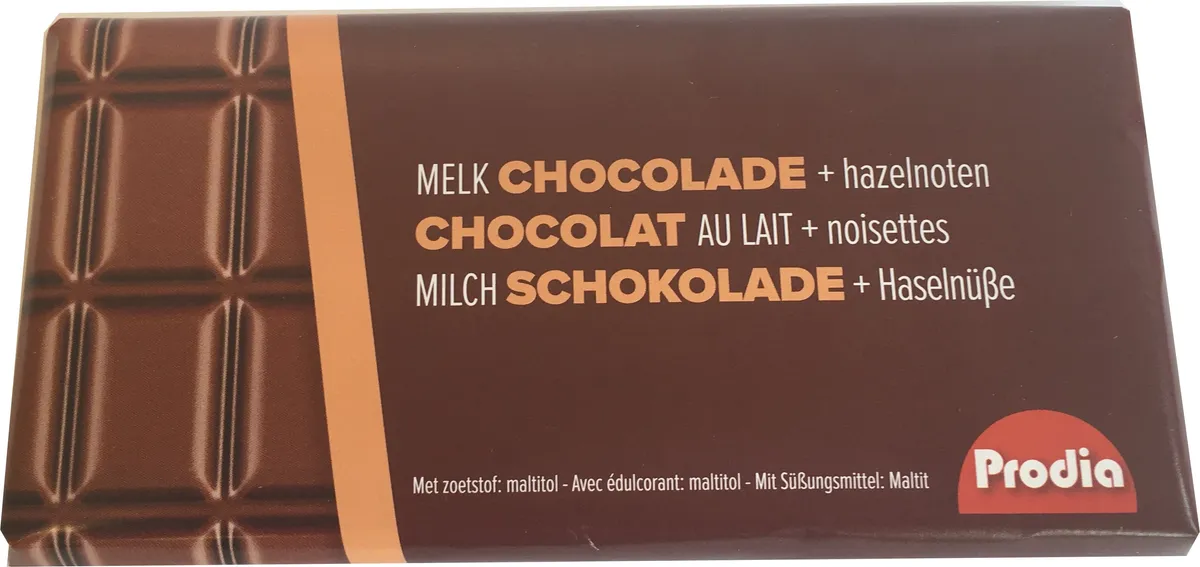 MELK CHOCOLADE + hazelnoten
CHOCOLAT AU LAIT + noisettes
MILCH SCHOKOLADE + Haselnüße
Met zoetstof: maltitol - Avec édulcorant: maltitol - Mit Süßungsmittel: Maltit
Prodia